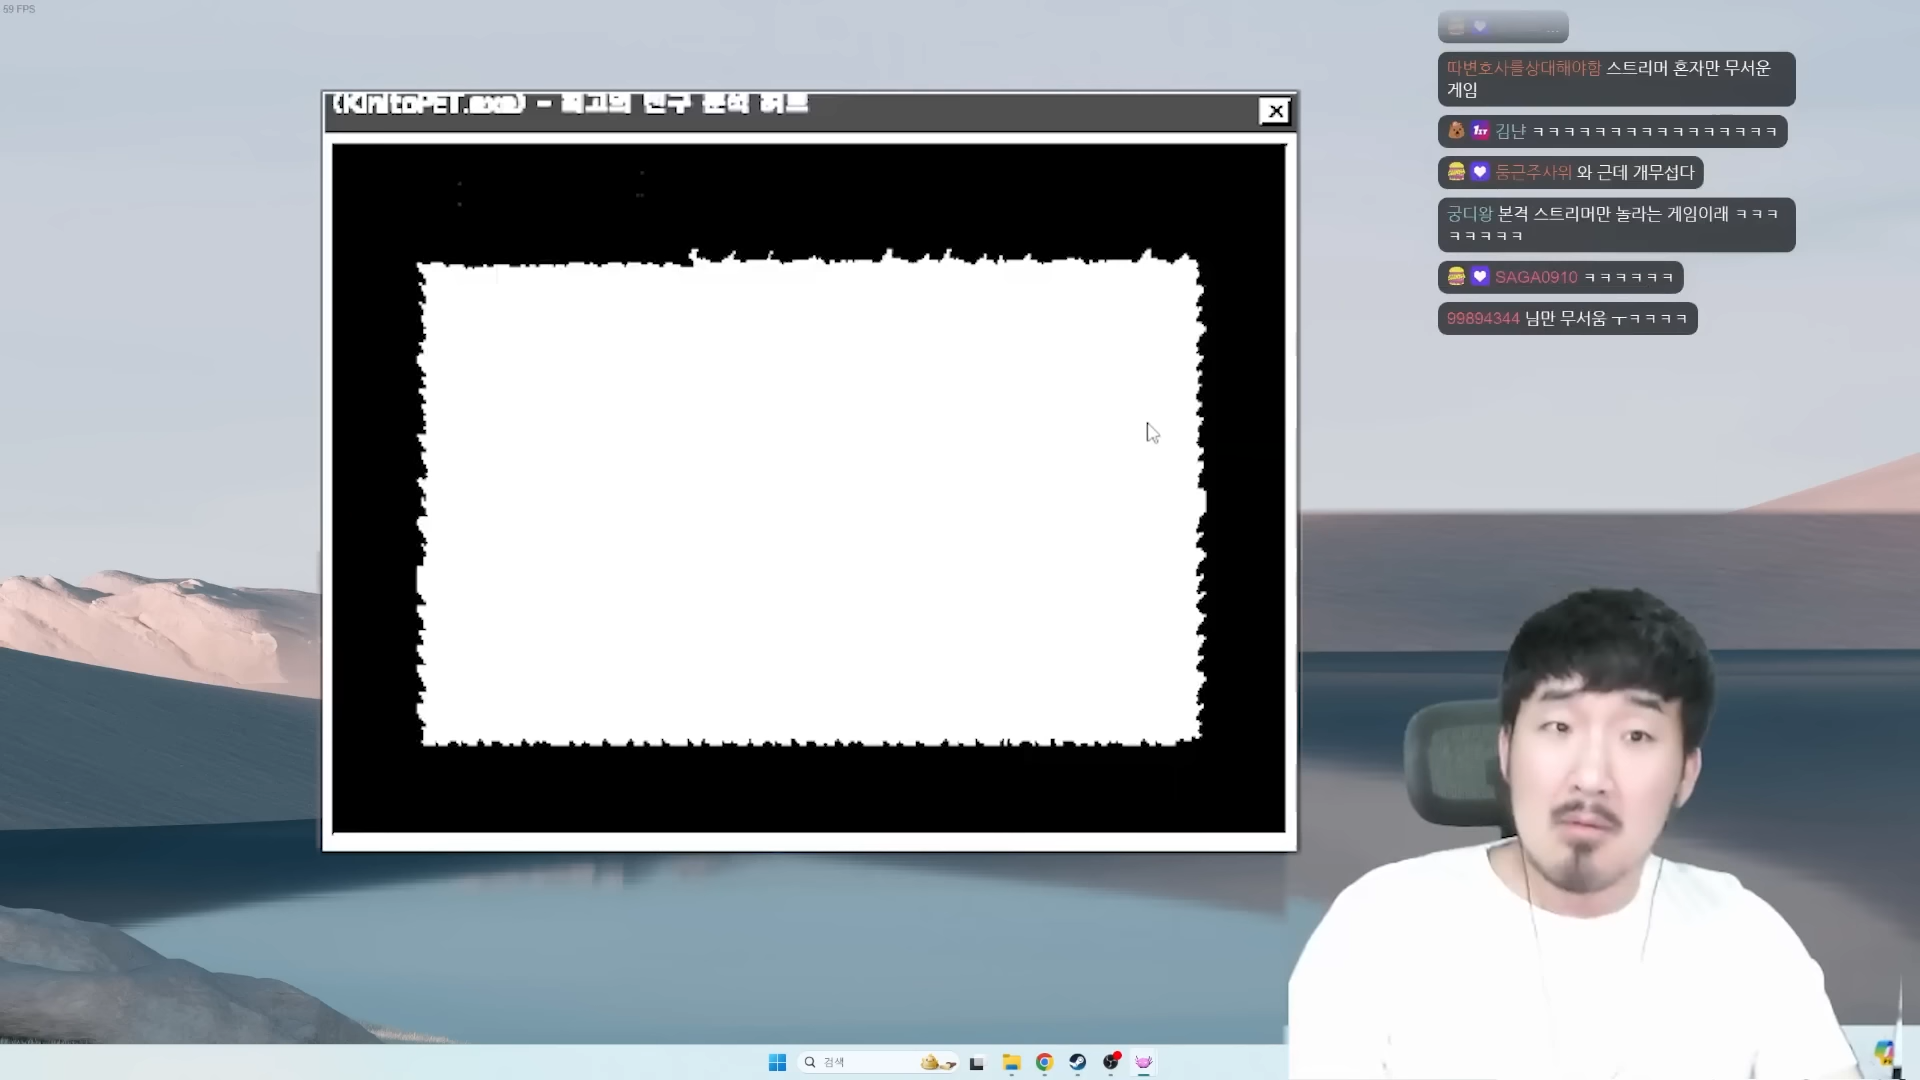 59 FPS
(KinitoPET.exe) -
따변호사를상대해야함 스트리머 혼자만 무서운
게임
김냔 ㅋㅋㅋㅋㅋㅋㅋㅋㅋㅋㅋㅋㅋㅋㅋㅋ
둥근주사위 와 근데 개무섭다
궁디왕 본격 스트리머만 놀라는 게임이래 ㅋㅋㅋ
ㅋㅋㅋㅋㅋ
SAGA0910 ㅋㅋㅋㅋㅋㅋ
99894344 님만 무서움 ㅜㅋㅋㅋㅋ
검색